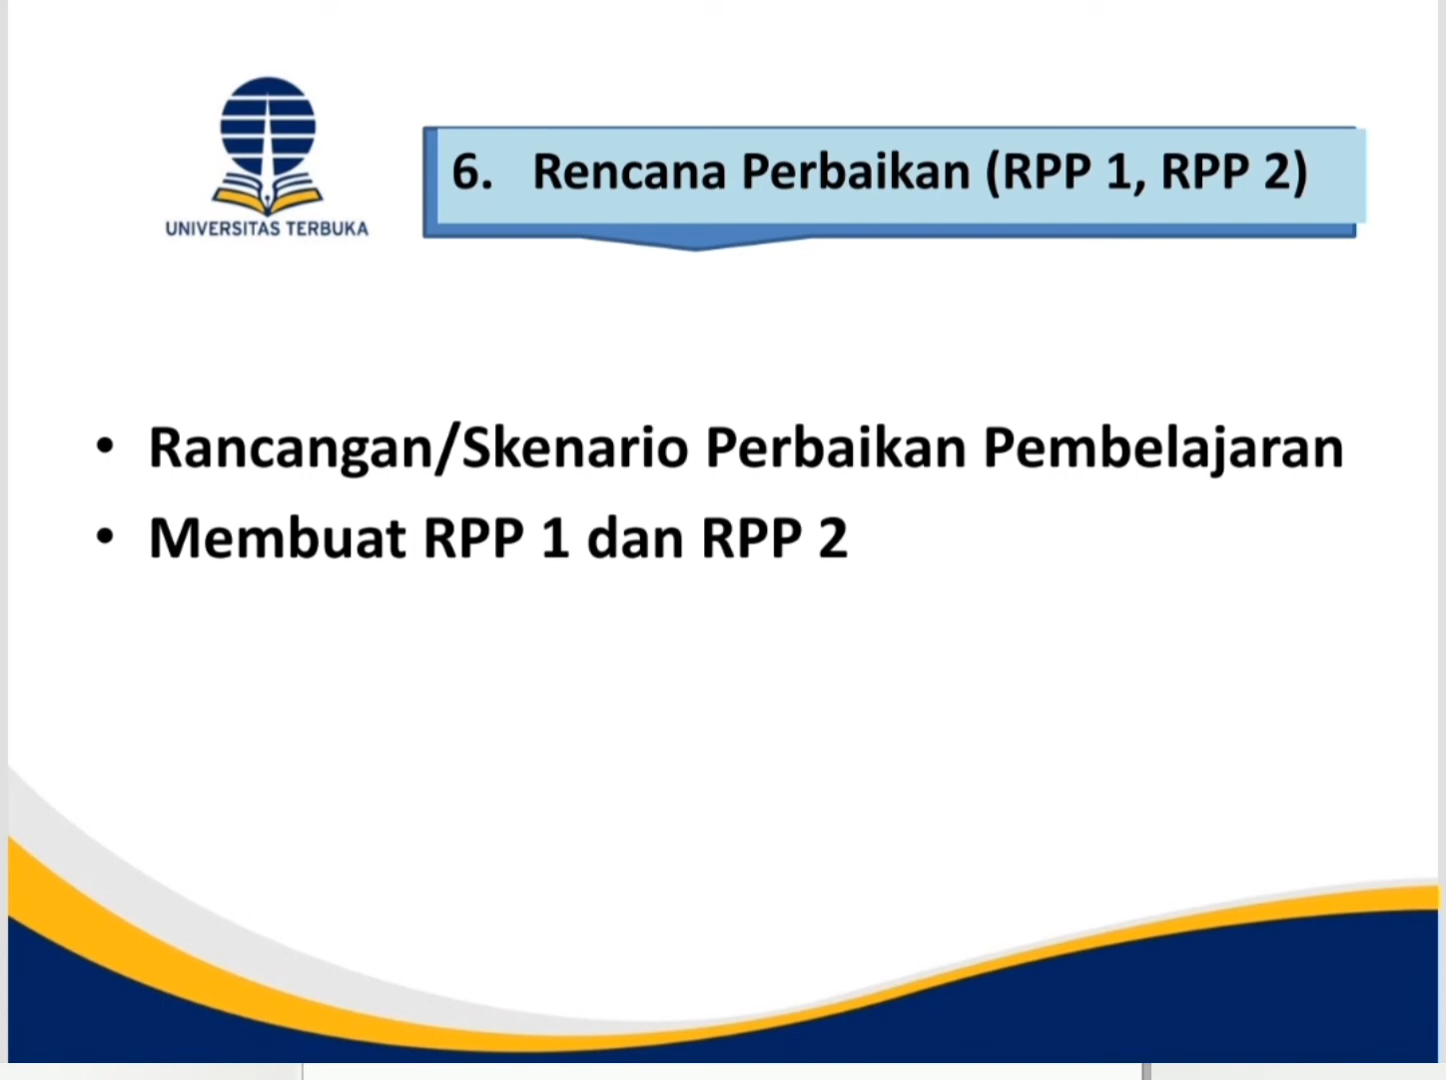 UNIVERSITAS TERBUKA
6. Rencana Perbaikan (RPP 1, RPP 2)
• Rancangan/Skenario Perbaikan Pembelajaran
• Membuat RPP 1 dan RPP 2